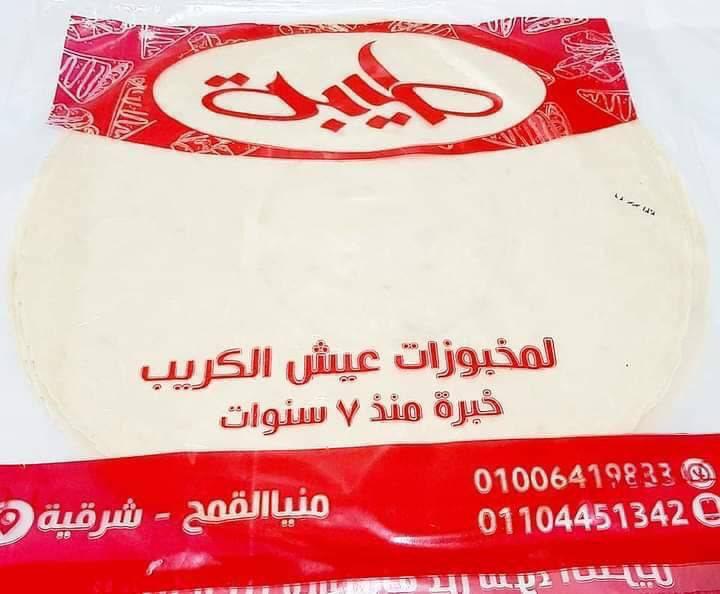 طيبة
لمخبوزات عيش الكريب
خبرة منذ ٧ سنوات
01006419833
منيا القمح - شرقية
01104451342